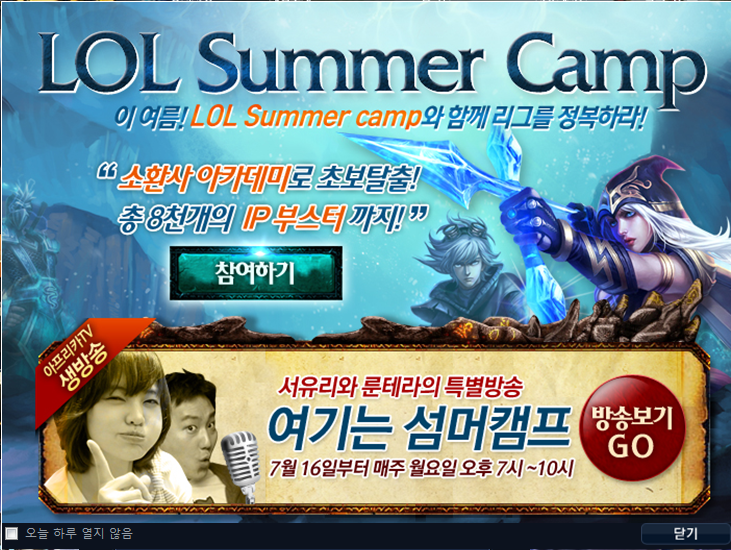 LOL Summer Camp
이 여름! LOL Summer camp와 함께 리그를 정복하라!
“ 소환사 아카데미로 초보탈출!
총 8천개의 IP 부스터 까지! ”
참여하기
아프리카TV
생방송
서유리와 룬테라의 특별방송
여기는 섬머캠프
7월 16일부터 매주 월요일 오후 7시 ~10시
방송보기
GO
오늘 하루 열지 않음
닫기